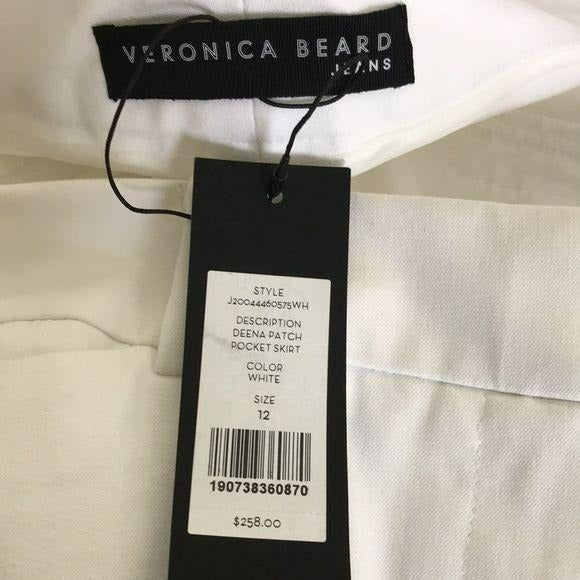 VERONICA BEARD
JEANS
STYLE
J20044460575WH
DESCRIPTION
DEENA PATCH
POCKET SKIRT
COLOR
WHITE
SIZE
12
190738360870
$258.00